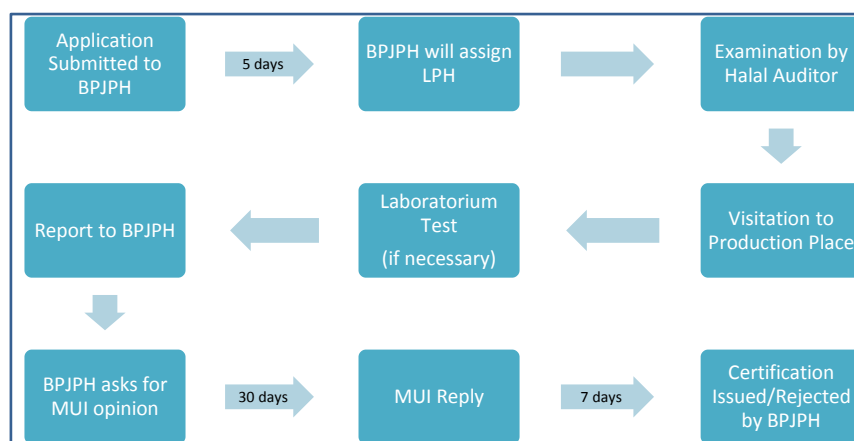 Application
Submitted to
BPJPH
5 days
BPJPH will assign
LPH
Examination by
Halal Auditor
Visitation to
Production Place
Laboratorium
Test
(if necessary)
Report to BPJPH
BPJPH asks for
MUI opinion
30 days
MUI Reply
7 days
Certification
Issued/Rejected
by BPJPH